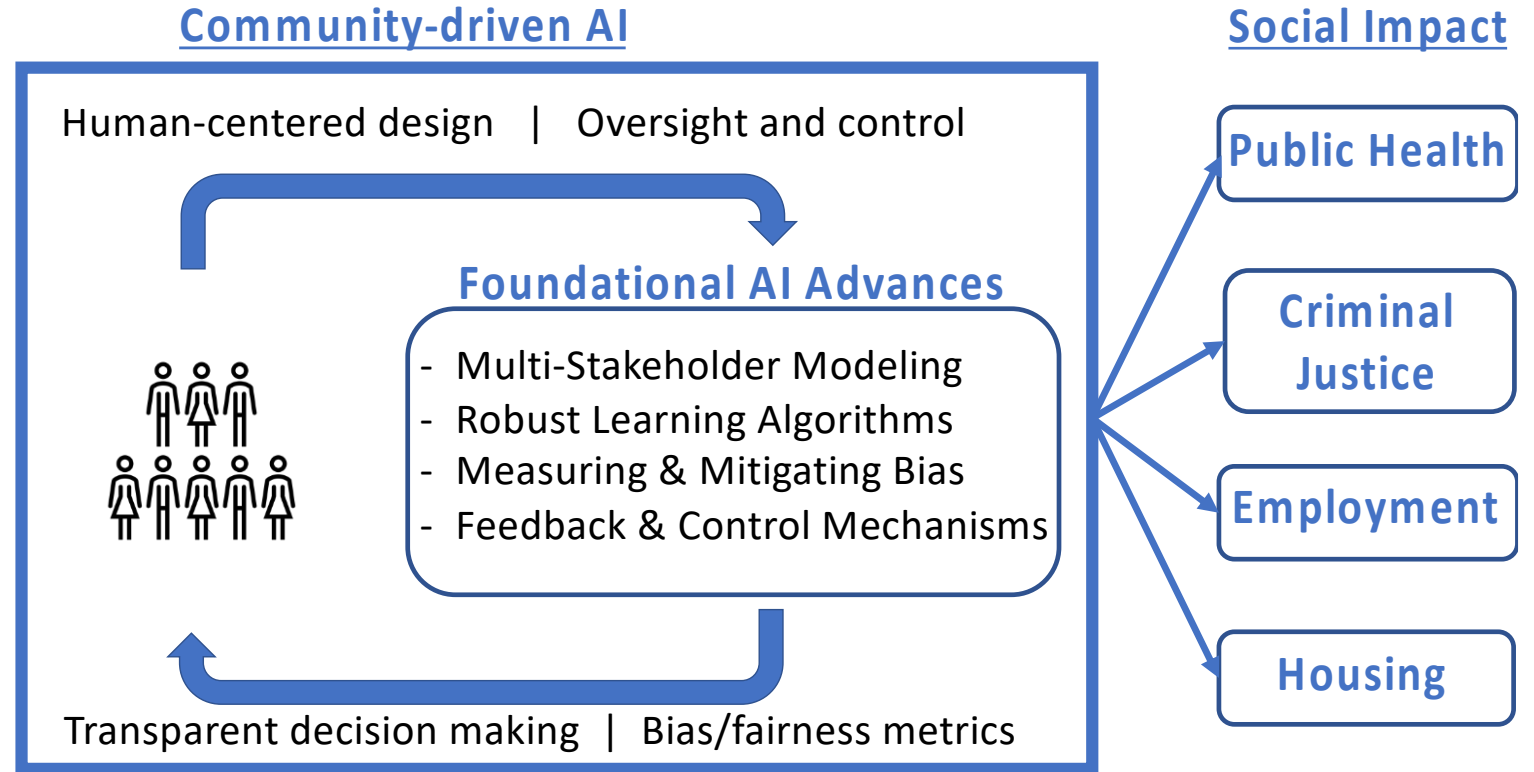 Community-driven AI
Human-centered design | Oversight and control
Foundational AI Advances
- Multi-Stakeholder Modeling
- Robust Learning Algorithms
- Measuring & Mitigating Bias
- Feedback & Control Mechanisms
Transparent decision making | Bias/fairness metrics
Social Impact
Public Health
Criminal
Justice
Employment
Housing